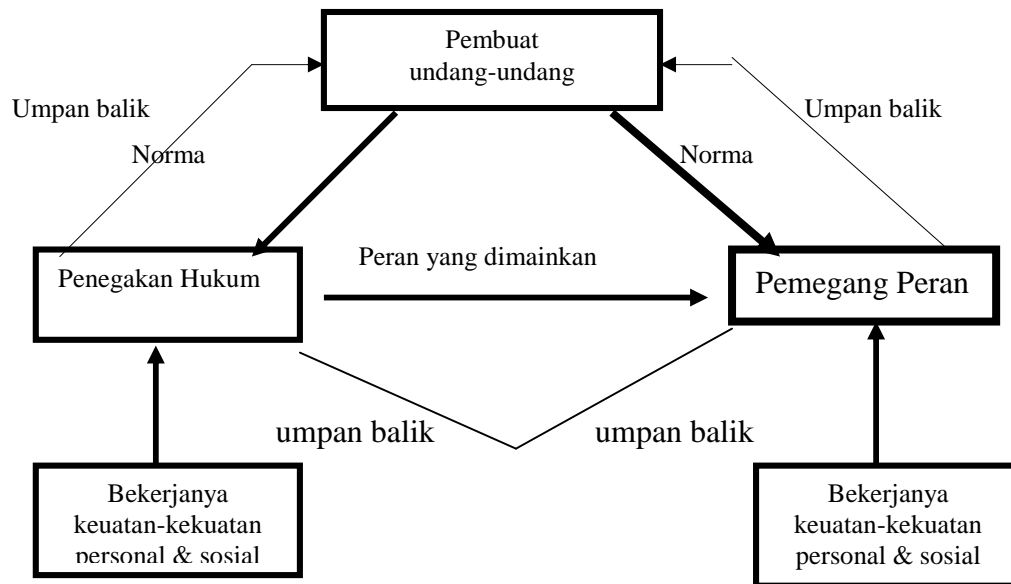 Pembuat
undang-undang
Umpan balik
Umpan balik
Norma
Norma
Peran yang dimainkan
Penegakan Hukum
Pemegang Peran
umpan balik
umpan balik
Bekerjanya
keuatan-kekuatan
personal & sosial
Bekerjanya
keuatan-kekuatan
personal & sosial